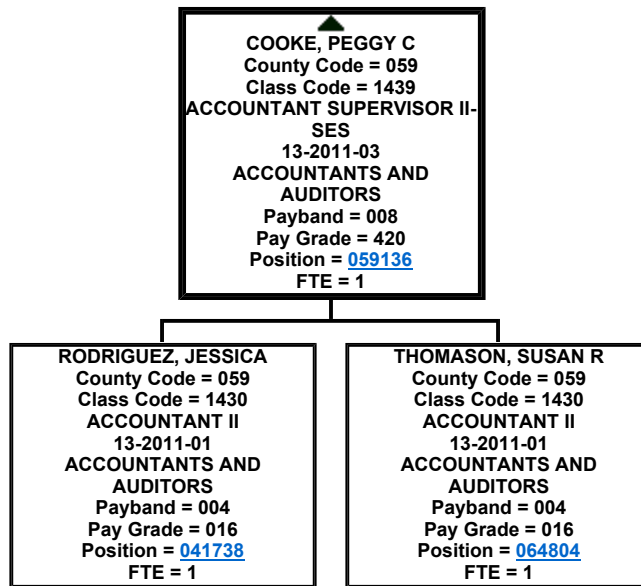 COOKE, PEGGY C
County Code = 059
Class Code = 1439
ACCOUNTANT SUPERVISOR II-
SES
13-2011-03
ACCOUNTANTS AND
AUDITORS
Payband = 008
Pay Grade = 420
Position = 059136
FTE = 1
RODRIGUEZ, JESSICA
County Code = 059
Class Code = 1430
ACCOUNTANT II
13-2011-01
ACCOUNTANTS AND
AUDITORS
Payband = 004
Pay Grade = 016
Position = 041738
FTE = 1
THOMASON, SUSAN R
County Code = 059
Class Code = 1430
ACCOUNTANT II
13-2011-01
ACCOUNTANTS AND
AUDITORS
Payband = 004
Pay Grade = 016
Position = 064804
FTE = 1